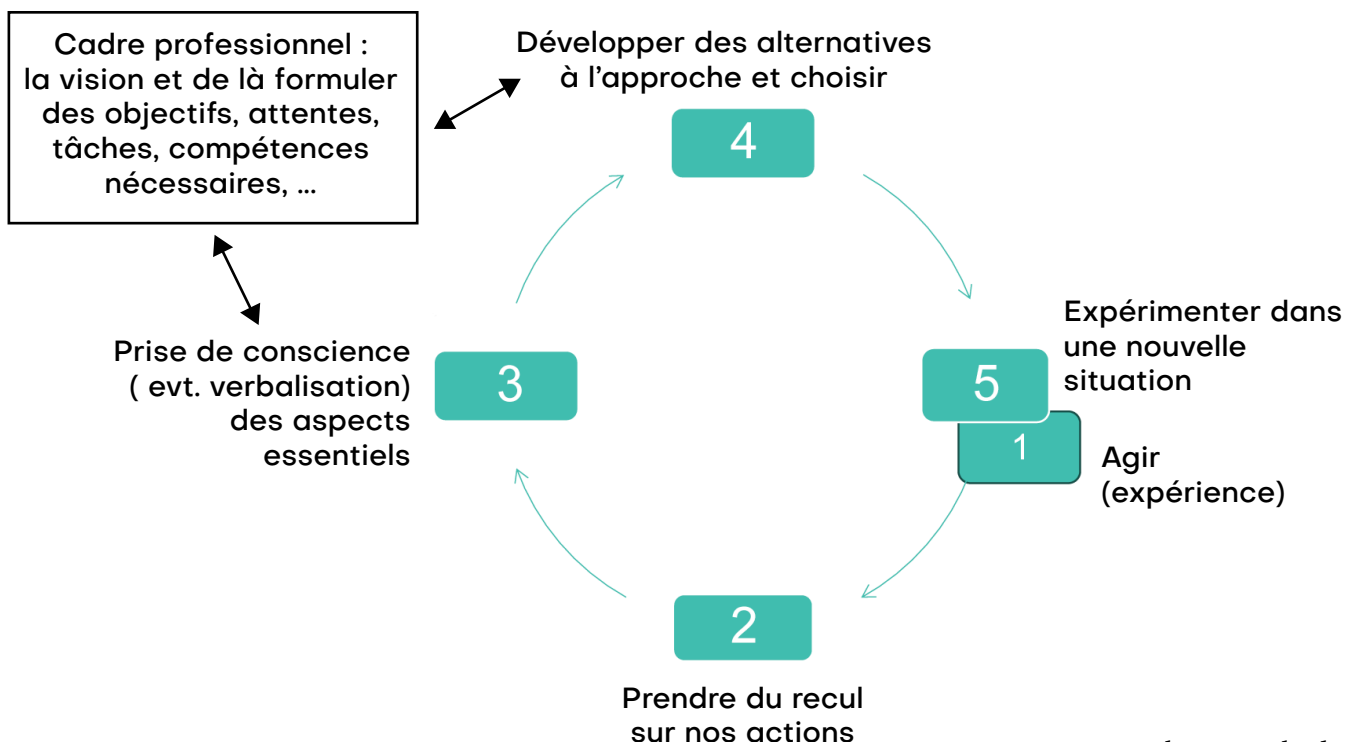 Cadre professionnel :
la vision et de là formuler
des objectifs, attentes,
tâches, compétences
nécessaires, ...
Développer des alternatives
à l'approche et choisir
4
Expérimenter dans
une nouvelle
situation
5
1
Agir
(expérience)
Prise de conscience
( evt. verbalisation)
des aspects
essentiels
3
2
Prendre du recul
sur nos actions